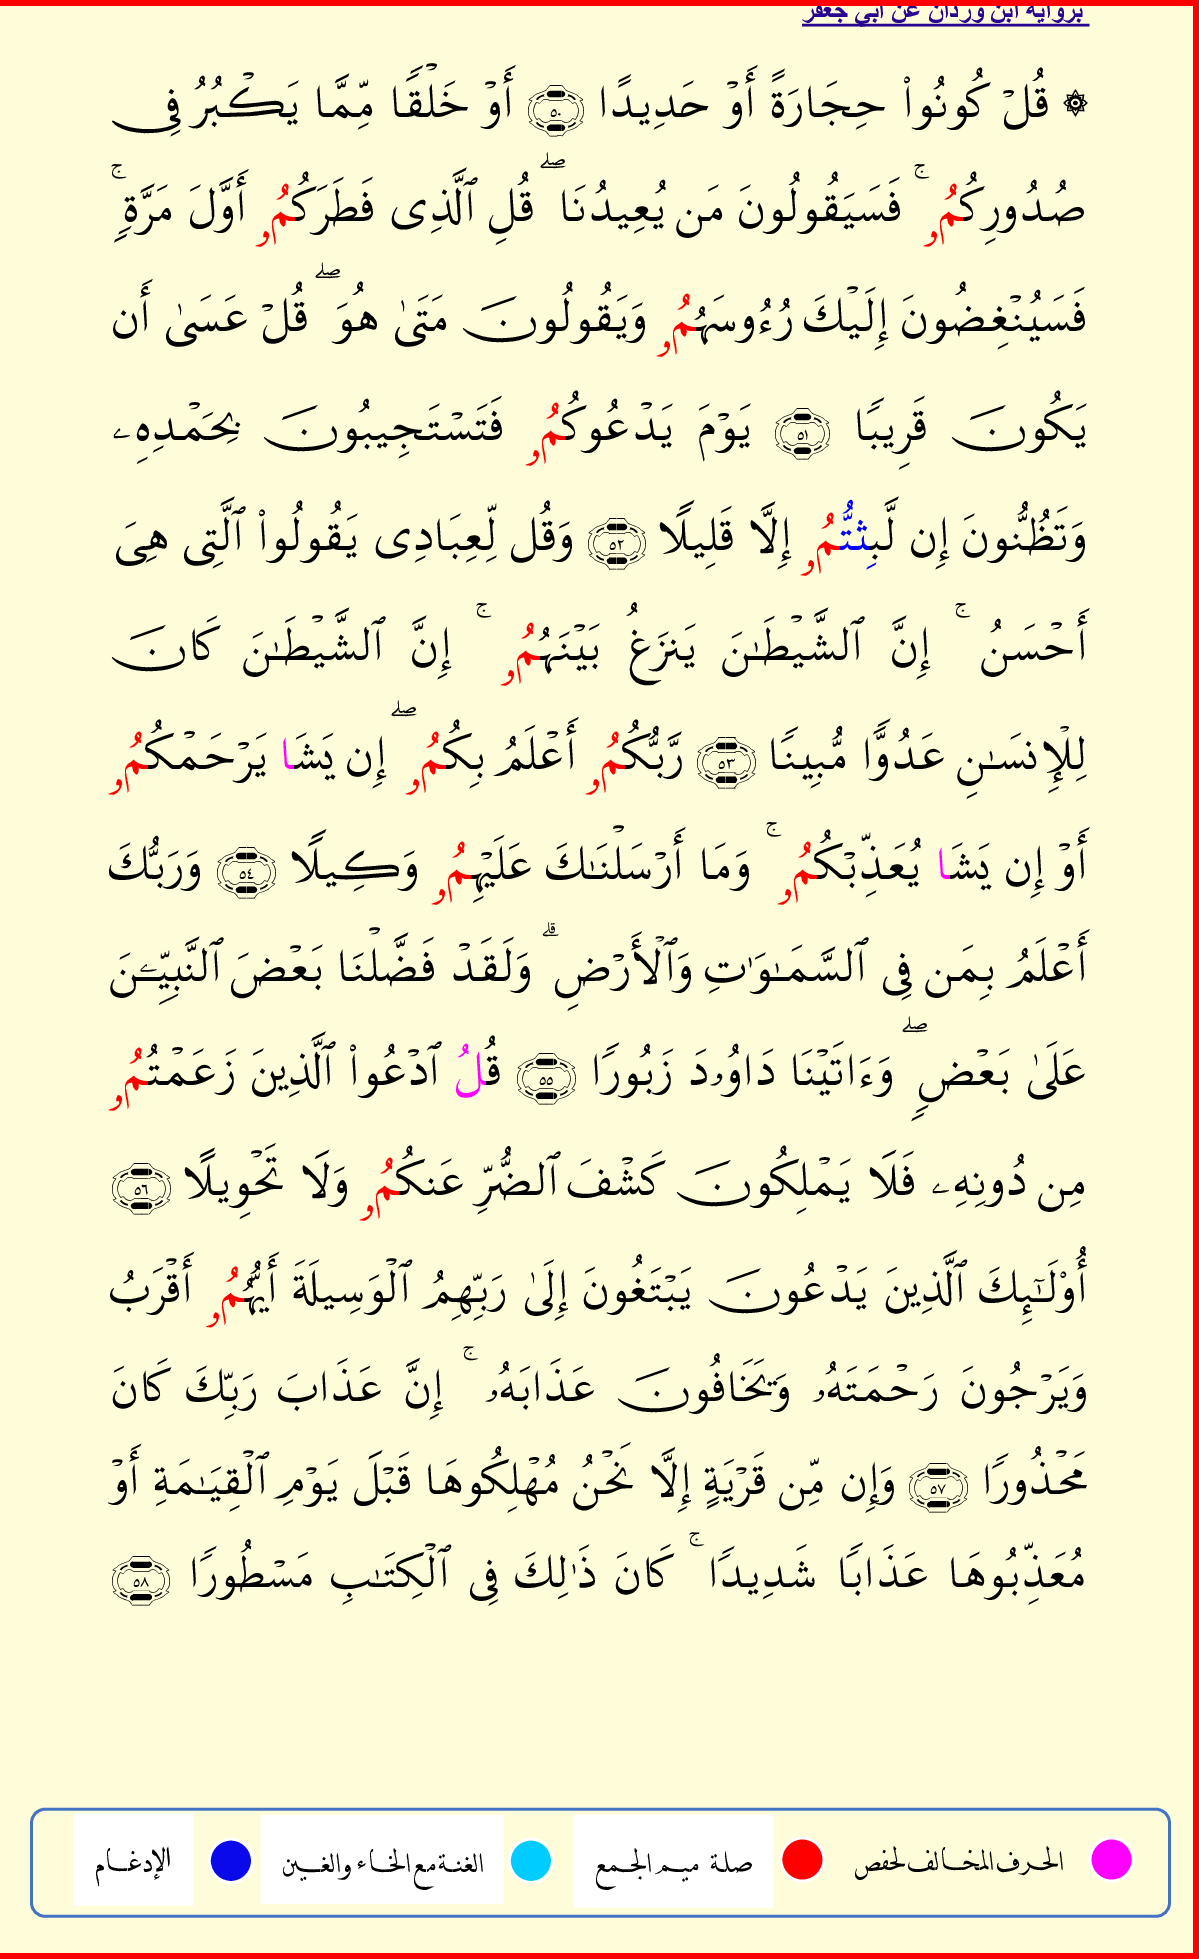 برواية ابن وردان عن أبي جعفر
۞ قُلۡ كُونُواْ حِجَارَةً أَوۡ حَدِيدًا ٥٠ أَوۡ خَلۡقًا مِّمَّا يَكۡبُرُ فِي
صُدُورِكُمُۥ ۚ فَسَيَقُولُونَ مَن يُعِيدُنَا ۖ قُلِ ٱلَّذِي فَطَرَكُمُۥ أَوَّلَ مَرَّةٖ ۚ
فَسَيُنۡغِضُونَ إِلَيۡكَ رُءُوسَهُمُۥ وَيَقُولُونَ مَتَىٰ هُوَ ۖ قُلۡ عَسَىٰ أَن
يَكُونَ قَرِيبًا ٥١ يَوۡمَ يَدۡعُوكُمُۥ فَتَسۡتَجِيبُونَ بِحَمۡدِهِۦ
وَتَظُنُّونَ إِن لَّبِثتُّمُۥ إِلَّا قَلِيلًا ٥٢ وَقُل لِّعِبَادِي يَقُولُواْ ٱلَّتِي هِيَ
أَحۡسَنُ ۚ إِنَّ ٱلشَّيۡطَٰنَ يَنزَغُ بَيۡنَهُمُۥ ۚ إِنَّ ٱلشَّيۡطَٰنَ كَانَ
لِلۡإِنسَٰنِ عَدُوًّا مُّبِينًا ٥٣ رَّبُّكُمُۥ أَعۡلَمُ بِكُمُۥ ۖ إِن يَشَا يَرۡحَمۡكُمُۥ
أَوۡ إِن يَشَا يُعَذِّبۡكُمُۥ ۚ وَمَا أَرۡسَلۡنَٰكَ عَلَيۡهِمُۥ وَكِيلًا ٥٤ وَرَبُّكَ
أَعۡلَمُ بِمَن فِي ٱلسَّمَٰوَٰتِ وَٱلۡأَرۡضِ ۗ وَلَقَدۡ فَضَّلۡنَا بَعۡضَ ٱلنَّبِيِّـۧنَ
عَلَىٰ بَعۡضٖ ۖ وَءَاتَيۡنَا دَاوُۥدَ زَبُورًا ٥٥ قُلُ ٱدۡعُواْ ٱلَّذِينَ زَعَمۡتُمُۥ
مِن دُونِهِۦ فَلَا يَمۡلِكُونَ كَشۡفَ ٱلضُّرِّ عَنكُمُۥ وَلَا تَحۡوِيلًا ٥٦
أُوْلَٰٓئِكَ ٱلَّذِينَ يَدۡعُونَ يَبۡتَغُونَ إِلَىٰ رَبِّهِمُ ٱلۡوَسِيلَةَ أَيُّهُمُۥ أَقۡرَبُ
وَيَرۡجُونَ رَحۡمَتَهُۥ وَيَخَافُونَ عَذَابَهُۥ ۚ إِنَّ عَذَابَ رَبِّكَ كَانَ
مَحۡذُورًا ٥٧ وَإِن مِّن قَرۡيَةٍ إِلَّا نَحۡنُ مُهۡلِكُوهَا قَبۡلَ يَوۡمِ ٱلۡقِيَٰمَةِ أَوۡ
مُعَذِّبُوهَا عَذَابًا شَدِيدًا ۚ كَانَ ذَٰلِكَ فِي ٱلۡكِتَٰبِ مَسۡطُورًا ٥٨
الحرف المخالف لحفص صلة ميم الجمع الغنة مع الخاء والغين الإدغام